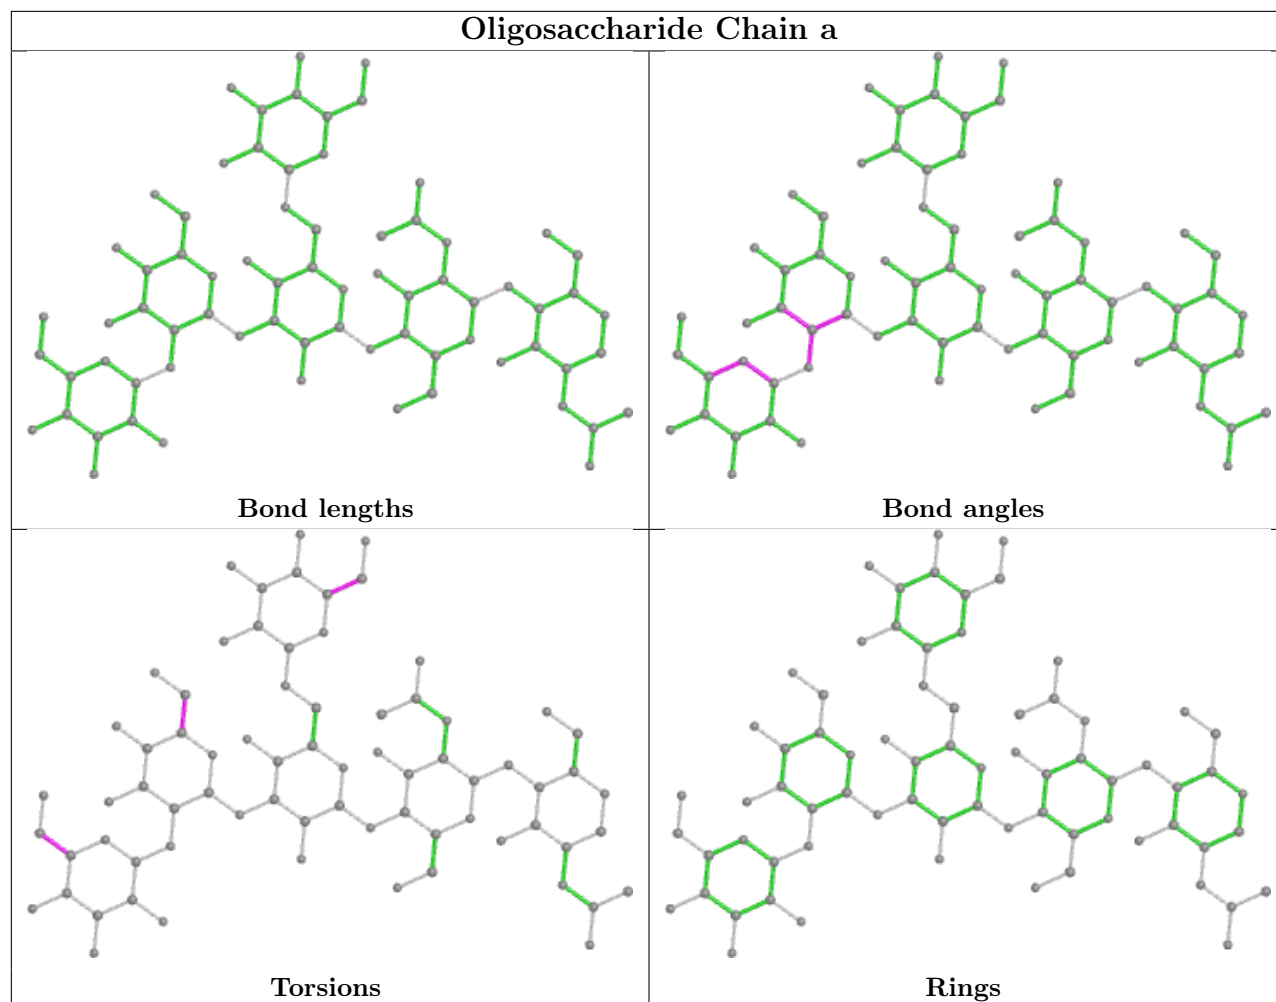 Oligosaccharide Chain a
Bond lengths
Bond angles
Torsions
Rings